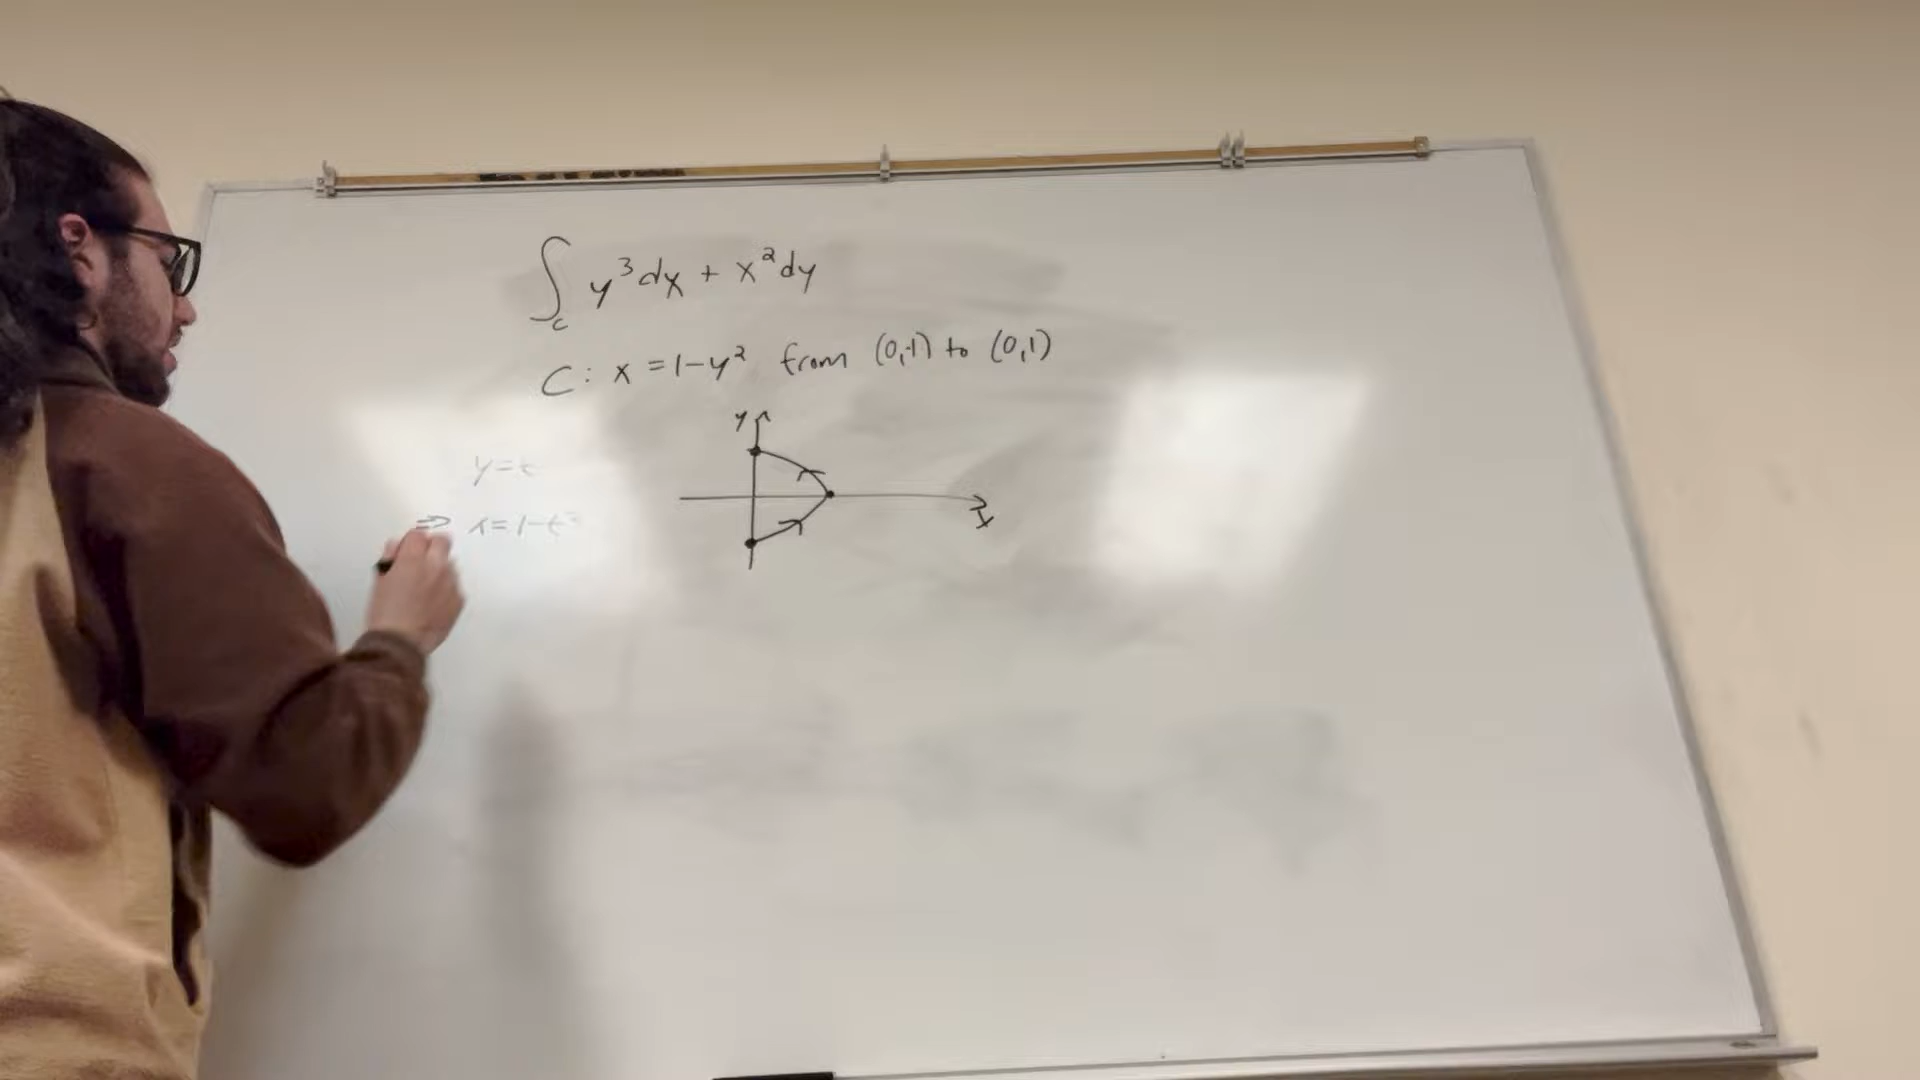 ∫_C y³dx + x²dy
C: x = 1-y² from (0,-1) to (0,1)
y
y=t
⇒ x=1-t²
x